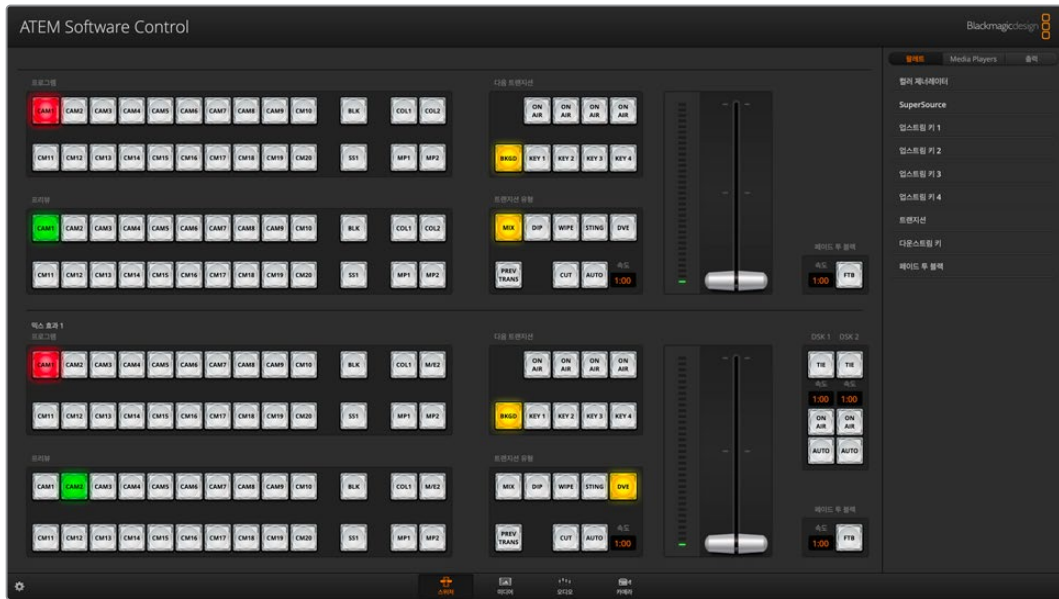 ATEM Software Control
Blackmagicdesign
팔레트 Media Players 출력
컬러 제너레이터
SuperSource
업스트림 키 1
업스트림 키 2
업스트림 키 3
업스트림 키 4
트랜지션
다운스트림 키
페이드 투 블랙
프로그램
CAM1 CAM2 CAM3 CAM4 CAM5 CAM6 CAM7 CAM8 CAM9 CM10 BLK COL1 COL2
CM11 CM12 CM13 CM14 CM15 CM16 CM17 CM18 CM19 CM20 SS1 MP1 MP2
다음 트랜지션
ON AIR ON AIR ON AIR ON AIR
BKGD KEY 1 KEY 2 KEY 3 KEY 4
프리뷰
CAM1 CAM2 CAM3 CAM4 CAM5 CAM6 CAM7 CAM8 CAM9 CM10 BLK COL1 COL2
CM11 CM12 CM13 CM14 CM15 CM16 CM17 CM18 CM19 CM20 SS1 MP1 MP2
트랜지션 유형
MIX DIP WIPE STING DVE
PREV TRANS CUT AUTO 속도 1:00
페이드 투 블랙
속도
1:00 FTB
믹스 효과 1
프로그램
CAM1 CAM2 CAM3 CAM4 CAM5 CAM6 CAM7 CAM8 CAM9 CM10 BLK COL1 M/E2
CM11 CM12 CM13 CM14 CM15 CM16 CM17 CM18 CM19 CM20 SS1 MP1 MP2
다음 트랜지션
ON AIR ON AIR ON AIR ON AIR
BKGD KEY 1 KEY 2 KEY 3 KEY 4
DSK 1 DSK 2
TIE TIE
속도 속도
1:00 1:00
ON AIR ON AIR
AUTO AUTO
프리뷰
CAM1 CAM2 CAM3 CAM4 CAM5 CAM6 CAM7 CAM8 CAM9 CM10 BLK COL1 M/E2
CM11 CM12 CM13 CM14 CM15 CM16 CM17 CM18 CM19 CM20 SS1 MP1 MP2
트랜지션 유형
MIX DIP WIPE STING DVE
PREV TRANS CUT AUTO 속도 1:00
페이드 투 블랙
속도
1:00 FTB
스위처 미디어 오디오 카메라